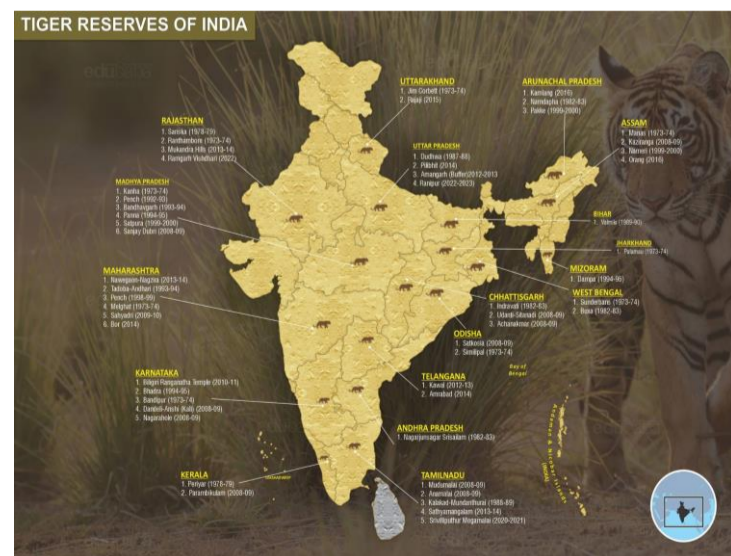 TIGER RESERVES OF INDIA
UTTARAKHAND
1. Jim Corbett (1973-74)
2. Rajaji (2015)
ARUNACHAL PRADESH
1. Kamlang (2016)
2. Namdapha (1982-83)
3. Pakke (1999-2000)
RAJASTHAN
1. Sariska (1978-79)
2. Ranthambore (1973-74)
3. Mukandra Hills (2013-14)
4. Ramgarh Vishdhari (2022)
ASSAM
1. Manas (1973-74)
2. Kaziranga (2008-09)
3. Nameri (1999-2000)
4. Orang (2016)
UTTAR PRADESH
1. Dudhwa (1987-88)
2. Pilibhit (2014)
3. Amangarh (Buffer)2012-2013
4. Ranipur (2022-2023)
MADHYA PRADESH
1. Kanha (1973-74)
2. Pench (1992-93)
3. Bandhavgarh (1993-94)
4. Panna (1994-95)
5. Satpura (1999-2000)
6. Sanjay Dubri (2008-09)
BIHAR
1. Valmiki (1989-90)
JHARKHAND
1. Palamau (1973-74)
MAHARASHTRA
1. Nawegaon-Nagzira (2013-14)
2. Tadoba-Andhari (1993-94)
3. Pench (1998-99)
4. Melghat (1973-74)
5. Sahyadri (2009-10)
6. Bor (2014)
MIZORAM
1. Dampa (1994-95)
WEST BENGAL
1. Sunderbans (1973-74)
2. Buxa (1982-83)
CHHATTISGARH
1. Indravati (1982-83)
2. Udanti-Sitanadi (2008-09)
3. Achanakmar (2008-09)
ODISHA
1. Satkosia (2008-09)
2. Similipal (1973-74)
Bay of
Bengal
KARNATAKA
1. Biligiri Ranganatha Temple (2010-11)
2. Bhadra (1994-95)
3. Bandipur (1973-74)
4. Dandeli-Anshi (Kali) (2008-09)
5. Nagarahole (2008-09)
TELANGANA
1. Kawal (2012-13)
2. Amrabad (2014)
ANDHRA PRADESH
1. Nagarjunsagar Srisailam (1982-83)
Andaman & Nicobar Islands
(INDIA)
KERALA
1. Periyar (1978-79)
2. Parambikulam (2008-09)
TAMILNADU
1. Mudumalai (2008-09)
2. Anamalai (2008-09)
3. Kalakad-Mundanthurai (1988-89)
4. Sathyamangalam (2013-14)
5. Srivilliputhur Megamalai (2020-2021)